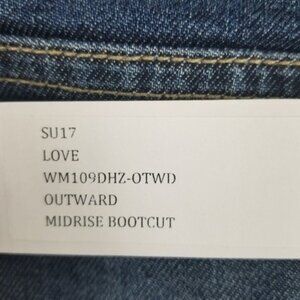 SU17
LOVE
WM109DHZ-OTWD
OUTWARD
MIDRISE BOOTCUT